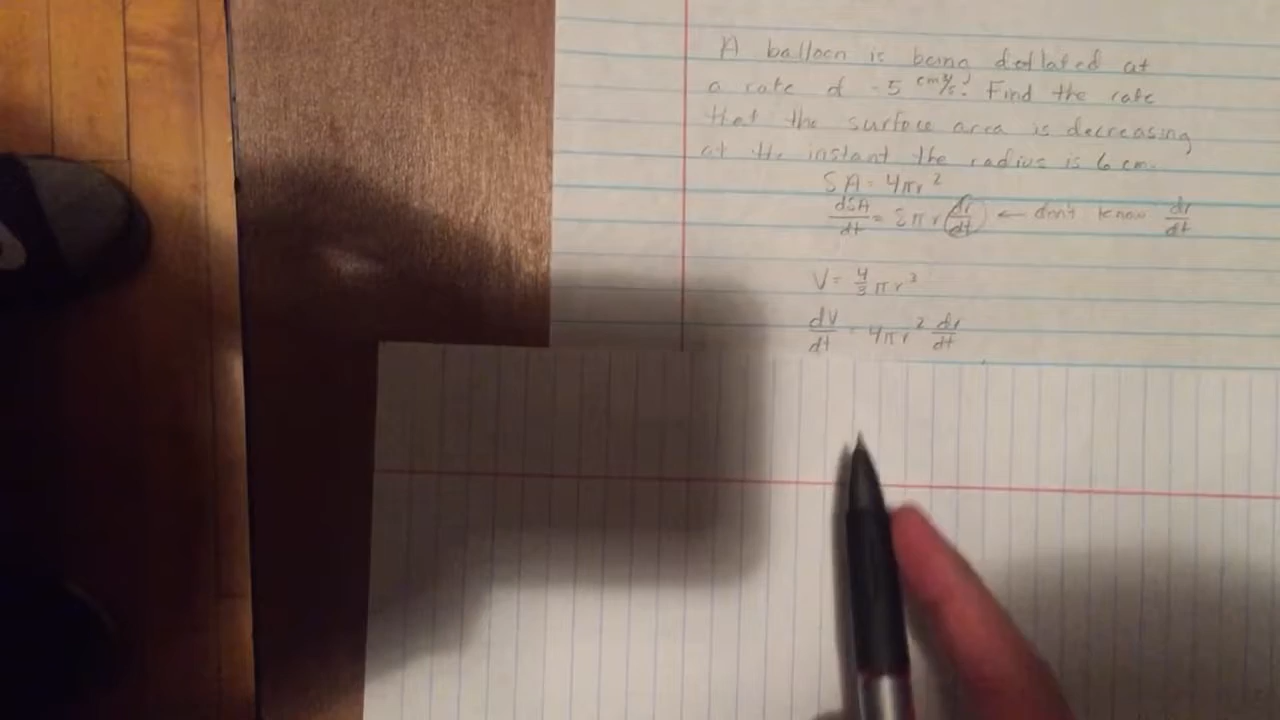 A balloon is being deflated at
a rate of -5 cm³/s. Find the rate
that the surface area is decreasing
at the instant the radius is 6 cm.
SA = 4πr²
dSA/dt = 8πr(dr/dt) ← don't know dr/dt
V = 4/3 πr³
dV/dt = 4πr² dr/dt